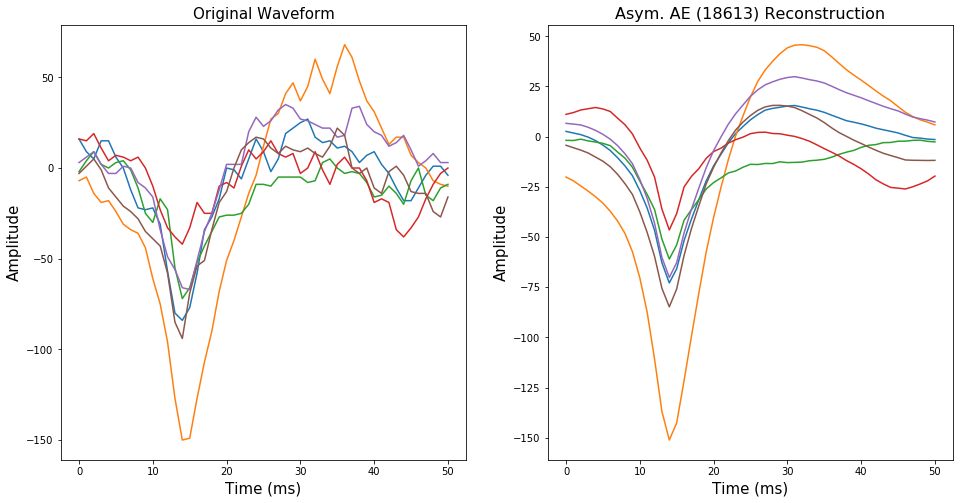 Original Waveform
Amplitude
50
0
−50
−100
−150
0 10 20 30 40 50
Time (ms)
Asym. AE (18613) Reconstruction
Amplitude
50
25
0
−25
−50
−75
−100
−125
−150
0 10 20 30 40 50
Time (ms)